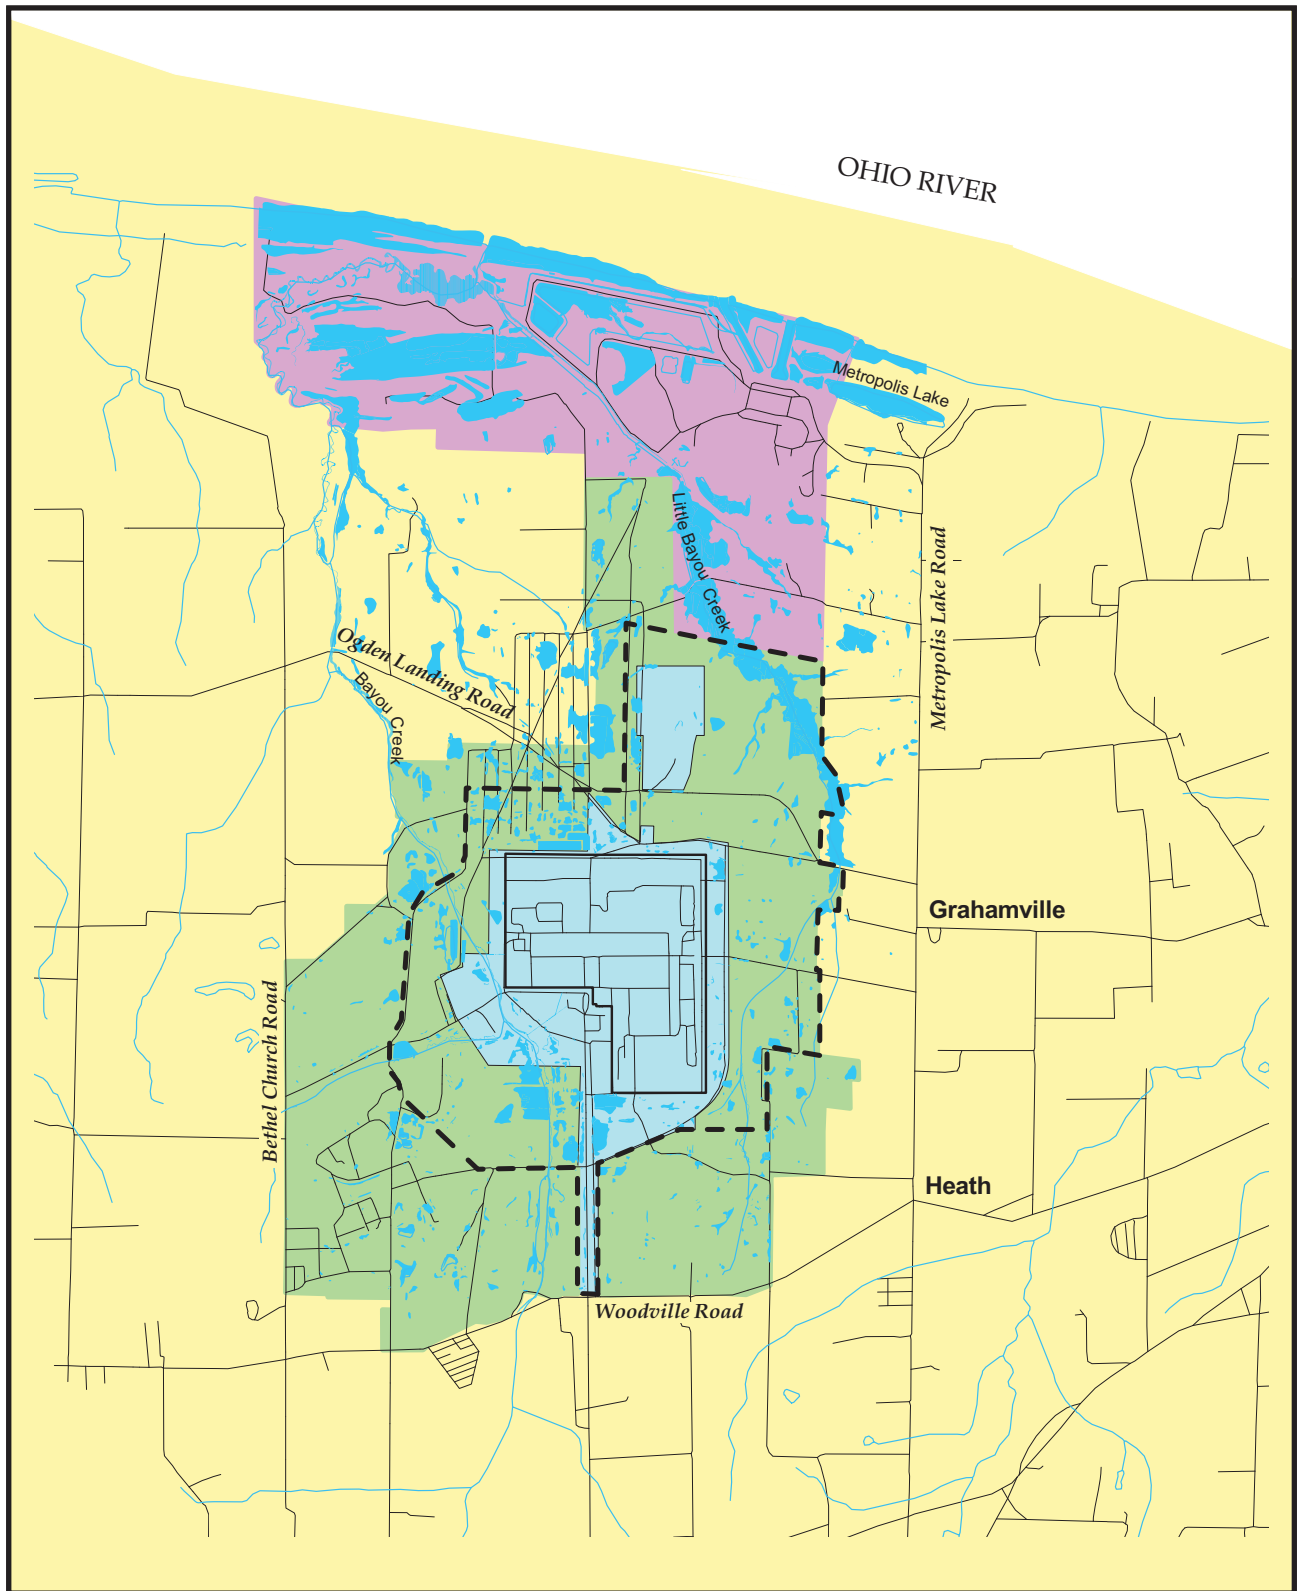 OHIO RIVER
Metropolis Lake
Little Bayou Creek
Metropolis Lake Road
Ogden Landing Road
Bayou Creek
Grahamville
Bethel Church Road
Heath
Woodville Road